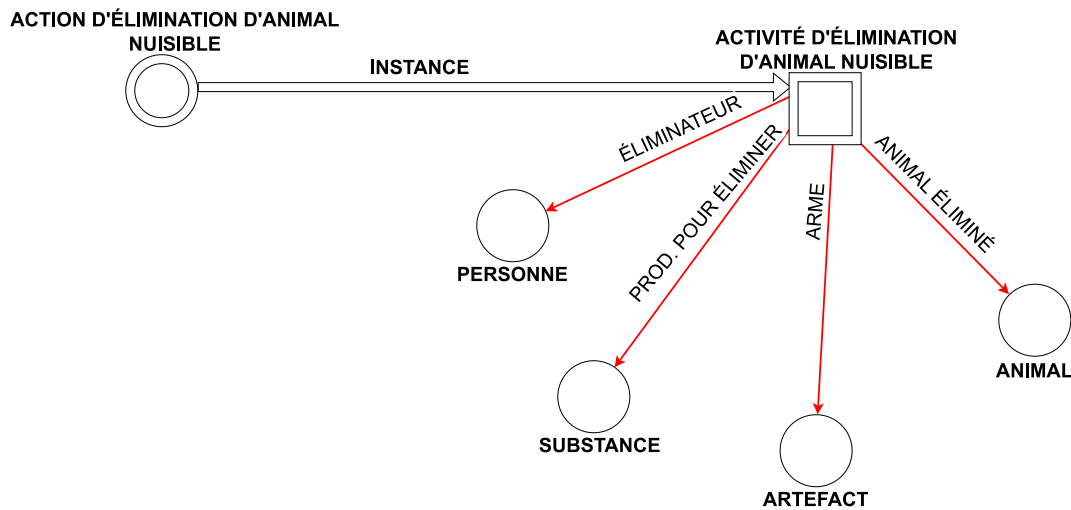 ACTION D'ÉLIMINATION D'ANIMAL
NUISIBLE
ACTIVITÉ D'ÉLIMINATION
D'ANIMAL NUISIBLE
INSTANCE
ÉLIMINATEUR
PROD. POUR ÉLIMINER
ARME
ANIMAL ÉLIMINÉ
PERSONNE
SUBSTANCE
ARTEFACT
ANIMAL